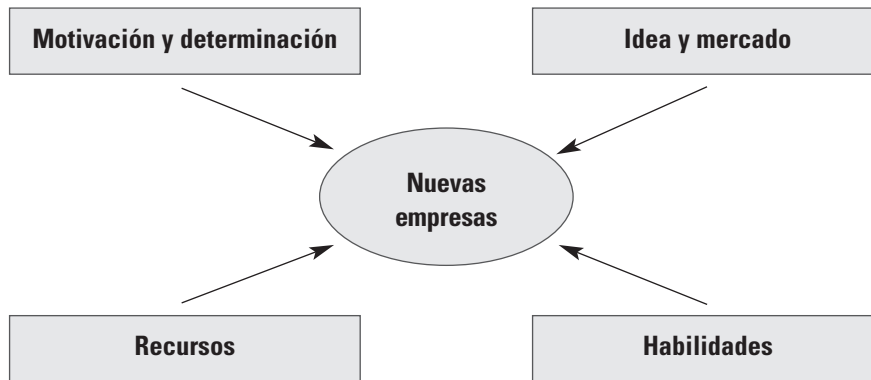 Motivación y determinación
Idea y mercado
Nuevas
empresas
Recursos
Habilidades